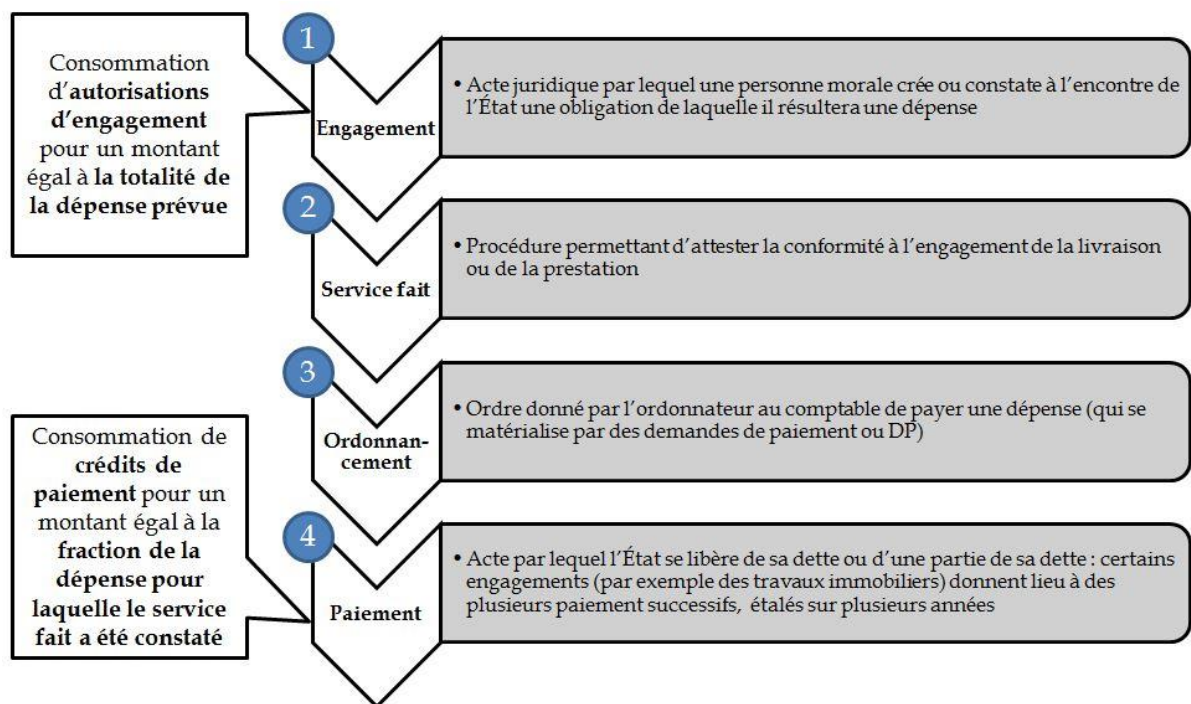 Consommation
d'autorisations
d'engagement
pour un montant
égal à la totalité de
la dépense prévue
1
Engagement
• Acte juridique par lequel une personne morale crée ou constate à l'encontre de
l'État une obligation de laquelle il résultera une dépense
2
Service fait
• Procédure permettant d'attester la conformité à l'engagement de la livraison
ou de la prestation
3
Ordonnan-
cement
• Ordre donné par l'ordonnateur au comptable de payer une dépense (qui se
matérialise par des demandes de paiement ou DP)
Consommation de
crédits de
paiement pour un
montant égal à la
fraction de la
dépense pour
laquelle le service
fait a été constaté
4
Paiement
• Acte par lequel l'État se libère de sa dette ou d'une partie de sa dette : certains
engagements (par exemple des travaux immobiliers) donnent lieu à des
plusieurs paiement successifs, étalés sur plusieurs années